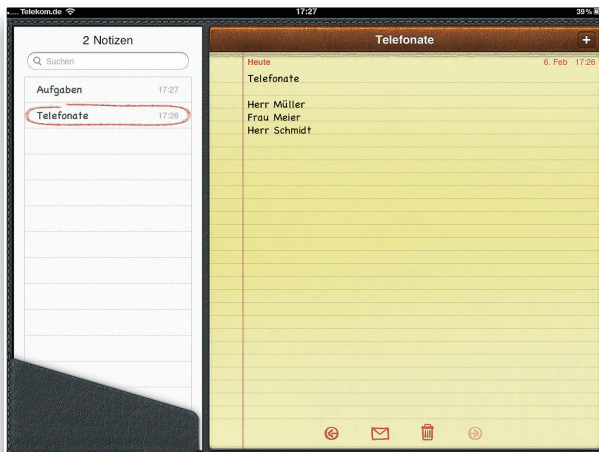 Telekom.de 17:27 39%
2 Notizen
Suchen
Aufgaben 17:27
Telefonate 17:26
Telefonate +
Heute 6. Feb 17:26
Telefonate
Herr Müller
Frau Meier
Herr Schmidt